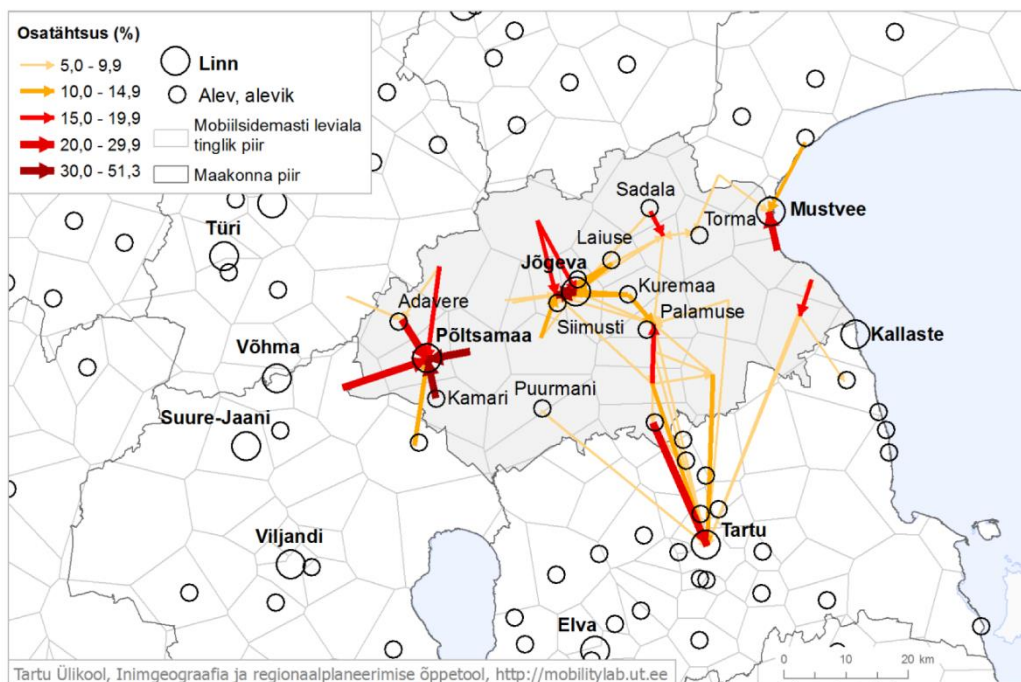 Osatähtsus (%)
5,0 - 9,9
10,0 - 14,9
15,0 - 19,9
20,0 - 29,9
30,0 - 51,3
Linn
Alev, alevik
Mobiilsidemasti leviala
tinglik piir
Maakonna piir
Sadala
Mustvee
Torma
Türi
Laiuse
Jõgeva
Kuremaa
Adavere
Siimusti
Palamuse
Põltsamaa
Kallaste
Võhma
Puurmani
Kamari
Suure-Jaani
Tartu
Viljandi
Elva
0 10 20 km
Tartu Ülikool, Inimgeograafia ja regionaalplaneerimise õppetool, http://mobilitylab.ut.ee